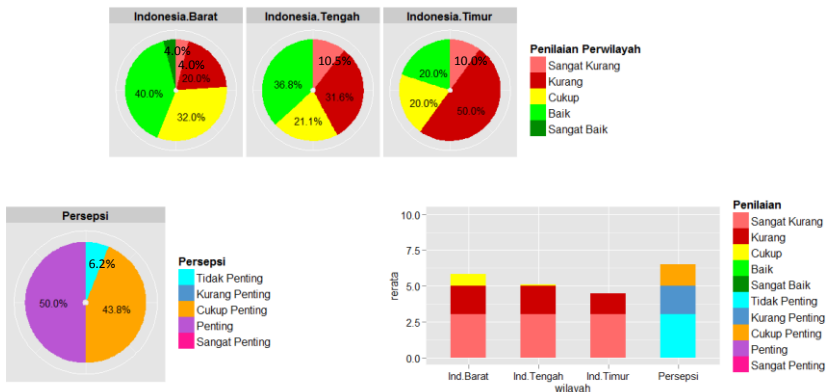 Indonesia.Barat Indonesia.Tengah Indonesia.Timur
4.0% 4.0% 20.0% 32.0% 40.0%
10.5% 31.6% 21.1% 36.8%
10.0% 50.0% 20.0% 20.0%
Penilaian Perwilayah
Sangat Kurang
Kurang
Cukup
Baik
Sangat Baik
Persepsi
6.2%
50.0% 43.8%
Persepsi
Tidak Penting
Kurang Penting
Cukup Penting
Penting
Sangat Penting
10.0
7.5
5.0
2.5
0.0
rerata
Ind.Barat Ind.Tengah Ind.Timur Persepsi
wilayah
Penilaian
Sangat Kurang
Kurang
Cukup
Baik
Sangat Baik
Tidak Penting
Kurang Penting
Cukup Penting
Penting
Sangat Penting